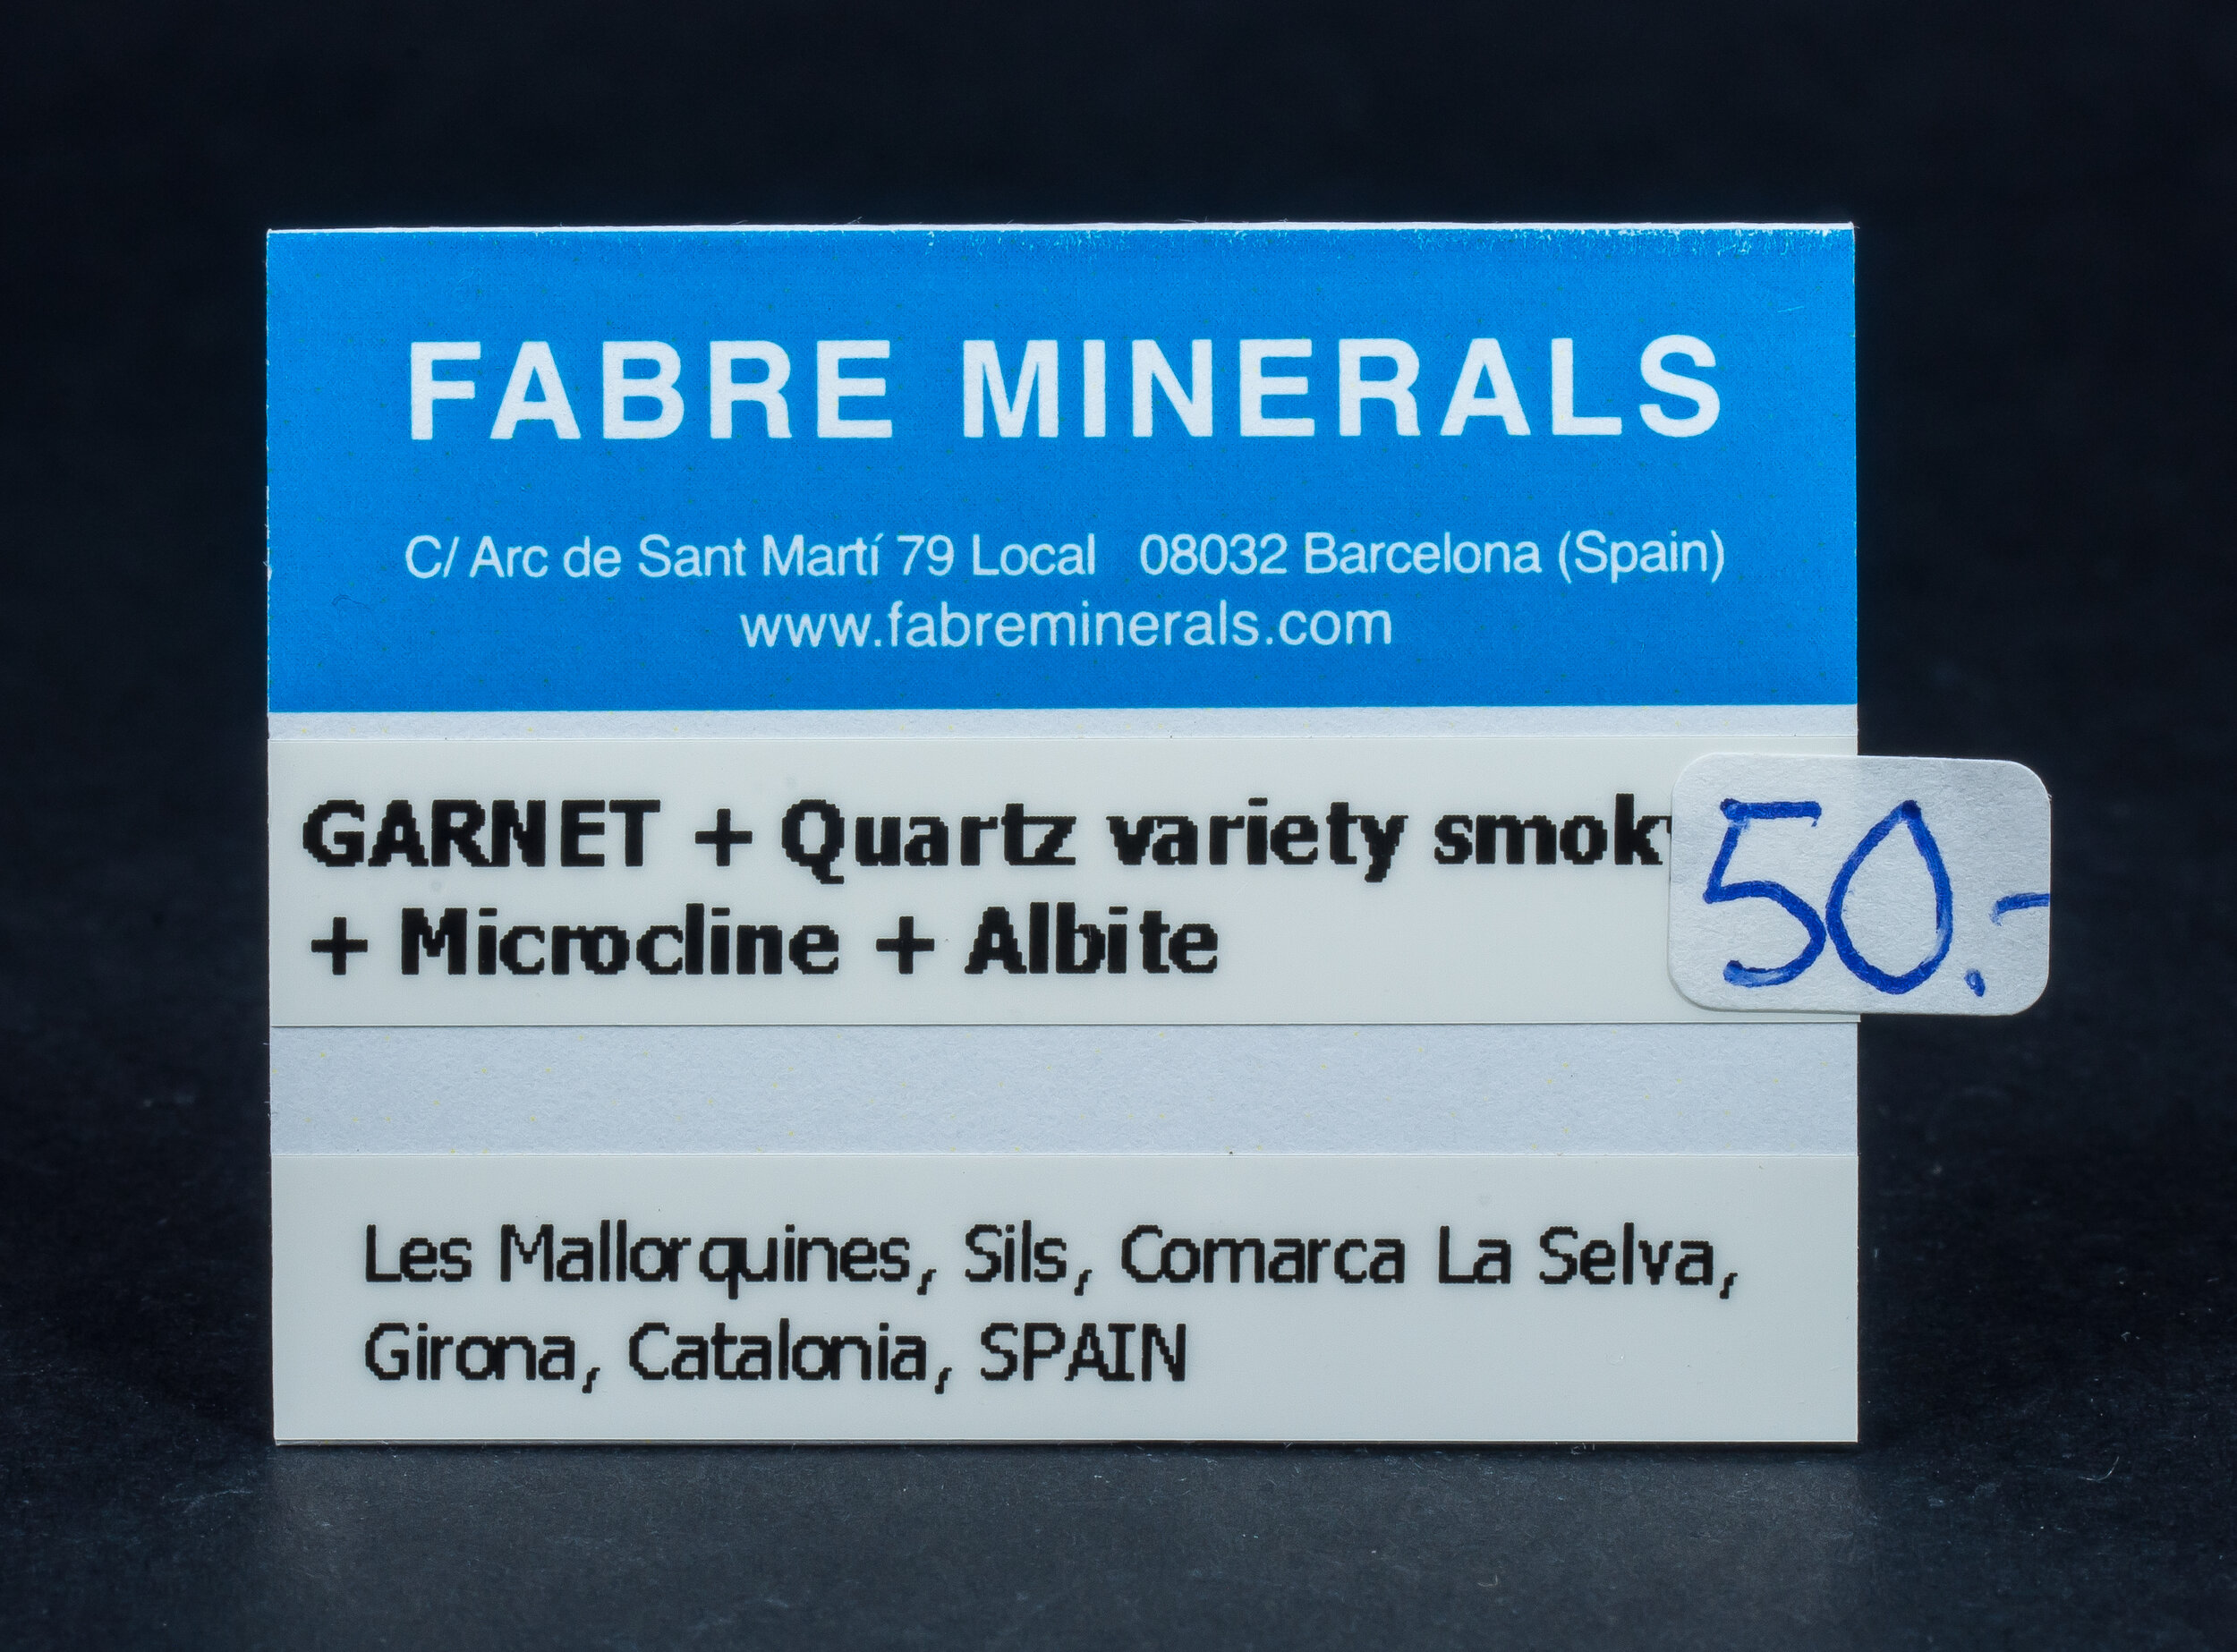 FABRE MINERALS
C/ Arc de Sant Martí 79 Local 08032 Barcelona (Spain)
www.fabreminerals.com
GARNET + Quartz variety smoky
50.-
+ Microcline + Albite
Les Mallorquines, Sils, Comarca La Selva,
Girona, Catalonia, SPAIN